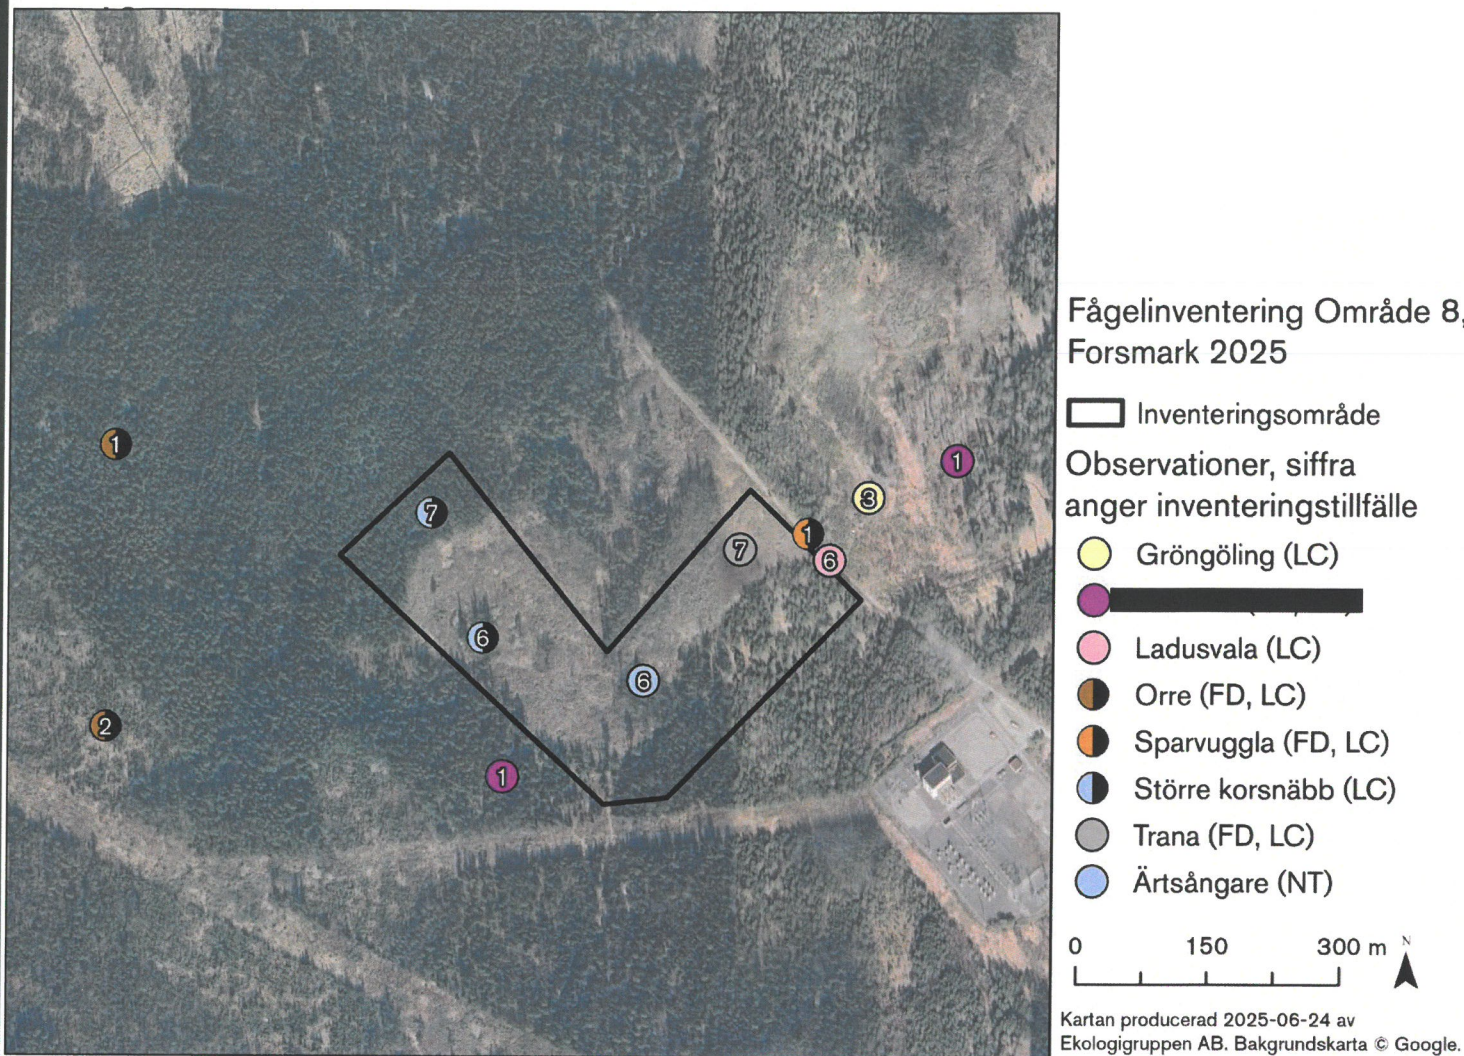 1
7
3
1
1
7
6
6
6
2
1
Fågelinventering Område 8,
Forsmark 2025
Inventeringsområde
Observationer, siffra
anger inventeringstillfälle
Gröngöling (LC)
Ladusvala (LC)
Orre (FD, LC)
Sparvuggla (FD, LC)
Större korsnäbb (LC)
Trana (FD, LC)
Ärtsångare (NT)
0 150 300 m N
Kartan producerad 2025-06-24 av
Ekologigruppen AB. Bakgrundskarta © Google.